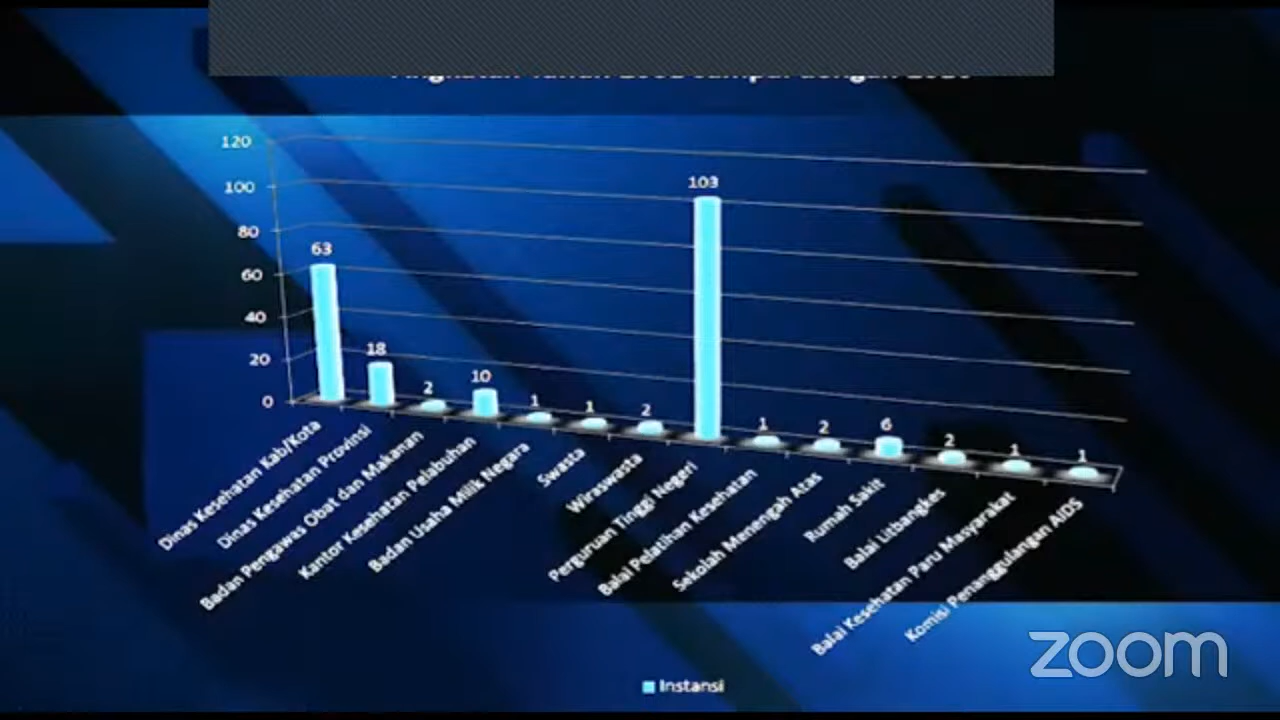 120
100
80
60
40
20
0
63
18
2
10
1
1
2
103
1
2
6
2
1
1
Dinas Kesehatan Kab/Kota
Dinas Kesehatan Provinsi
Badan Pengawas Obat dan Makanan
Kantor Kesehatan Pelabuhan
Badan Usaha Milik Negara
Swasta
Wiraswasta
Perguruan Tinggi Negeri
Balai Pelatihan Kesehatan
Sekolah Menengah Atas
Rumah Sakit
Balai Litbangkes
Balai Kesehatan Paru Masyarakat
Komisi Penanggulangan AIDS
Instansi
zoom